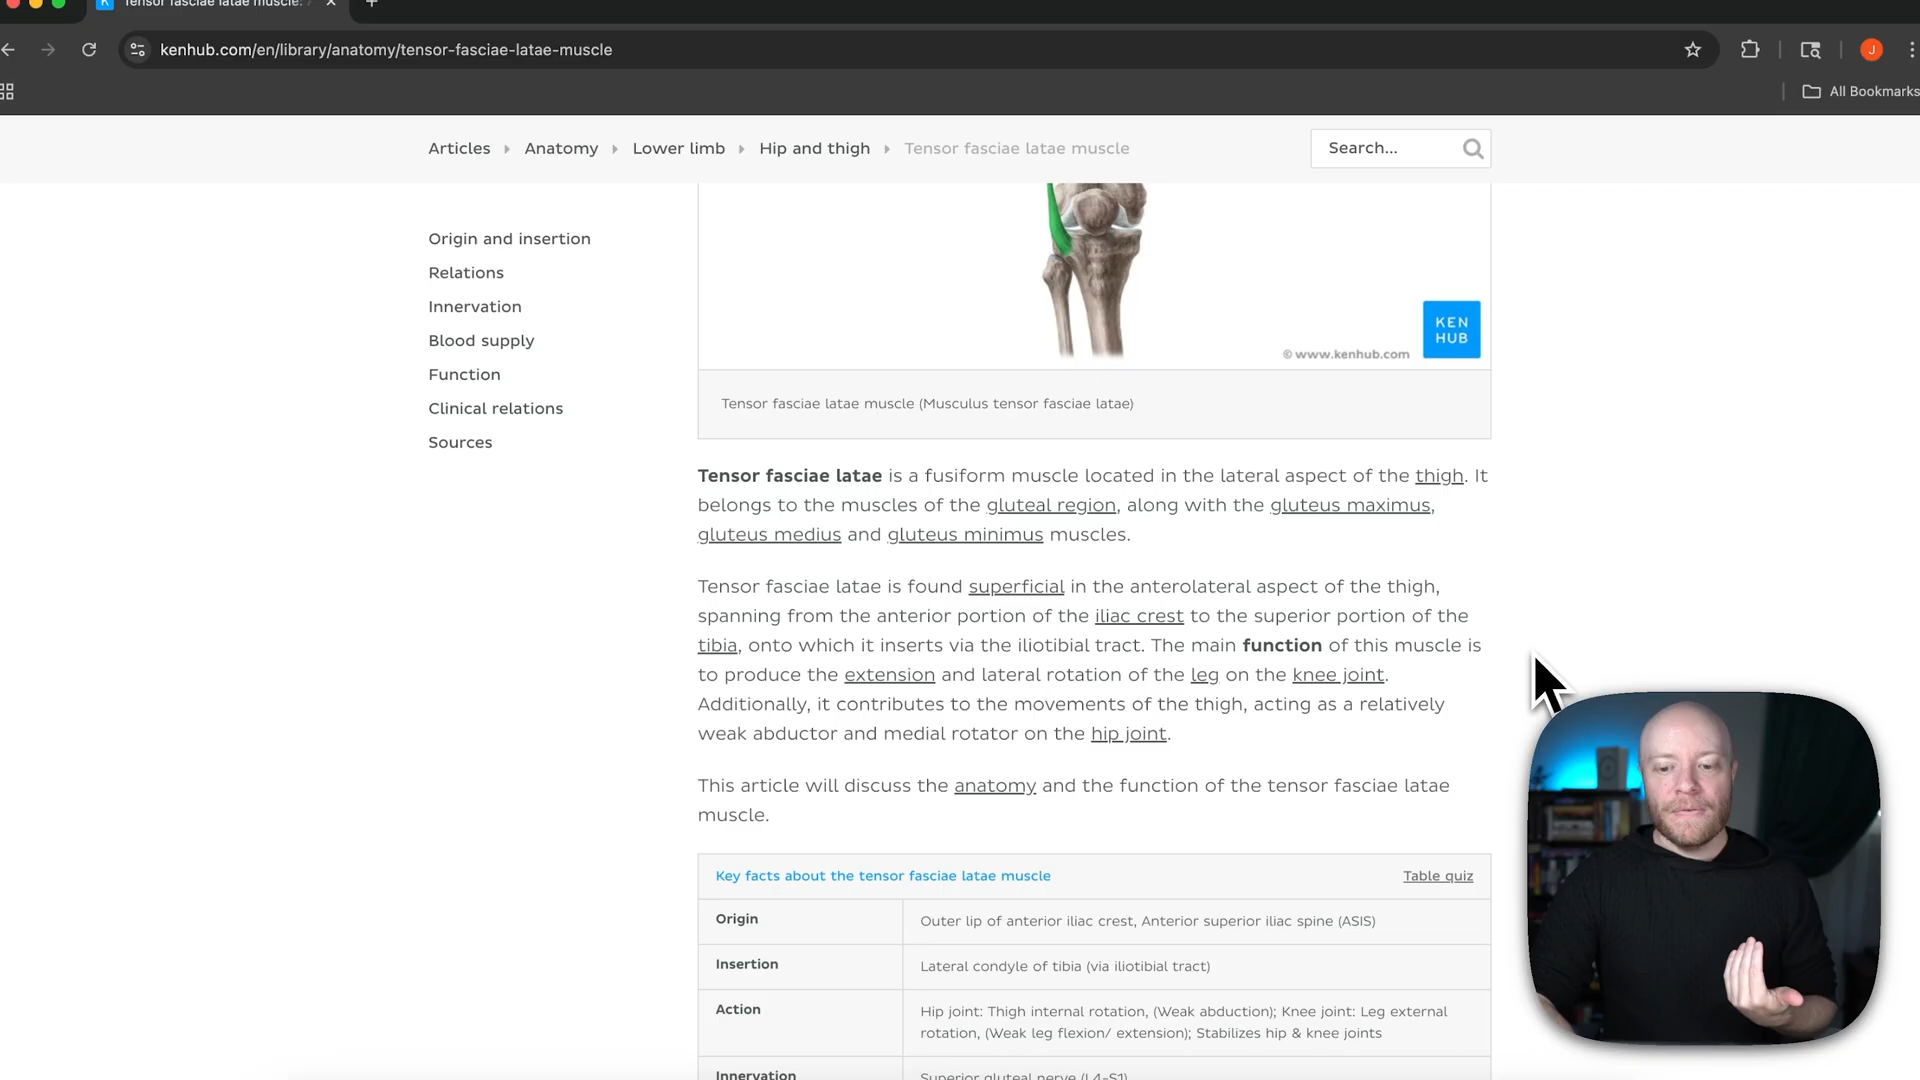 Tensor fasciae latae muscle:
kenhub.com/en/library/anatomy/tensor-fasciae-latae-muscle
J
All Bookmarks
Articles Anatomy Lower limb Hip and thigh Tensor fasciae latae muscle
Search...
Origin and insertion
Relations
Innervation
Blood supply
Function
Clinical relations
Sources
KEN
HUB
© www.kenhub.com
Tensor fasciae latae muscle (Musculus tensor fasciae latae)
Tensor fasciae latae is a fusiform muscle located in the lateral aspect of the thigh. It
belongs to the muscles of the gluteal region, along with the gluteus maximus,
gluteus medius and gluteus minimus muscles.
Tensor fasciae latae is found superficial in the anterolateral aspect of the thigh,
spanning from the anterior portion of the iliac crest to the superior portion of the
tibia, onto which it inserts via the iliotibial tract. The main function of this muscle is
to produce the extension and lateral rotation of the leg on the knee joint.
Additionally, it contributes to the movements of the thigh, acting as a relatively
weak abductor and medial rotator on the hip joint.
This article will discuss the anatomy and the function of the tensor fasciae latae
muscle.
Key facts about the tensor fasciae latae muscle Table quiz
Origin Outer lip of anterior iliac crest, Anterior superior iliac spine (ASIS)
Insertion Lateral condyle of tibia (via iliotibial tract)
Action Hip joint: Thigh internal rotation, (Weak abduction); Knee joint: Leg external
rotation, (Weak leg flexion/ extension); Stabilizes hip & knee joints
Innervation Superior gluteal nerve (L4-S1)